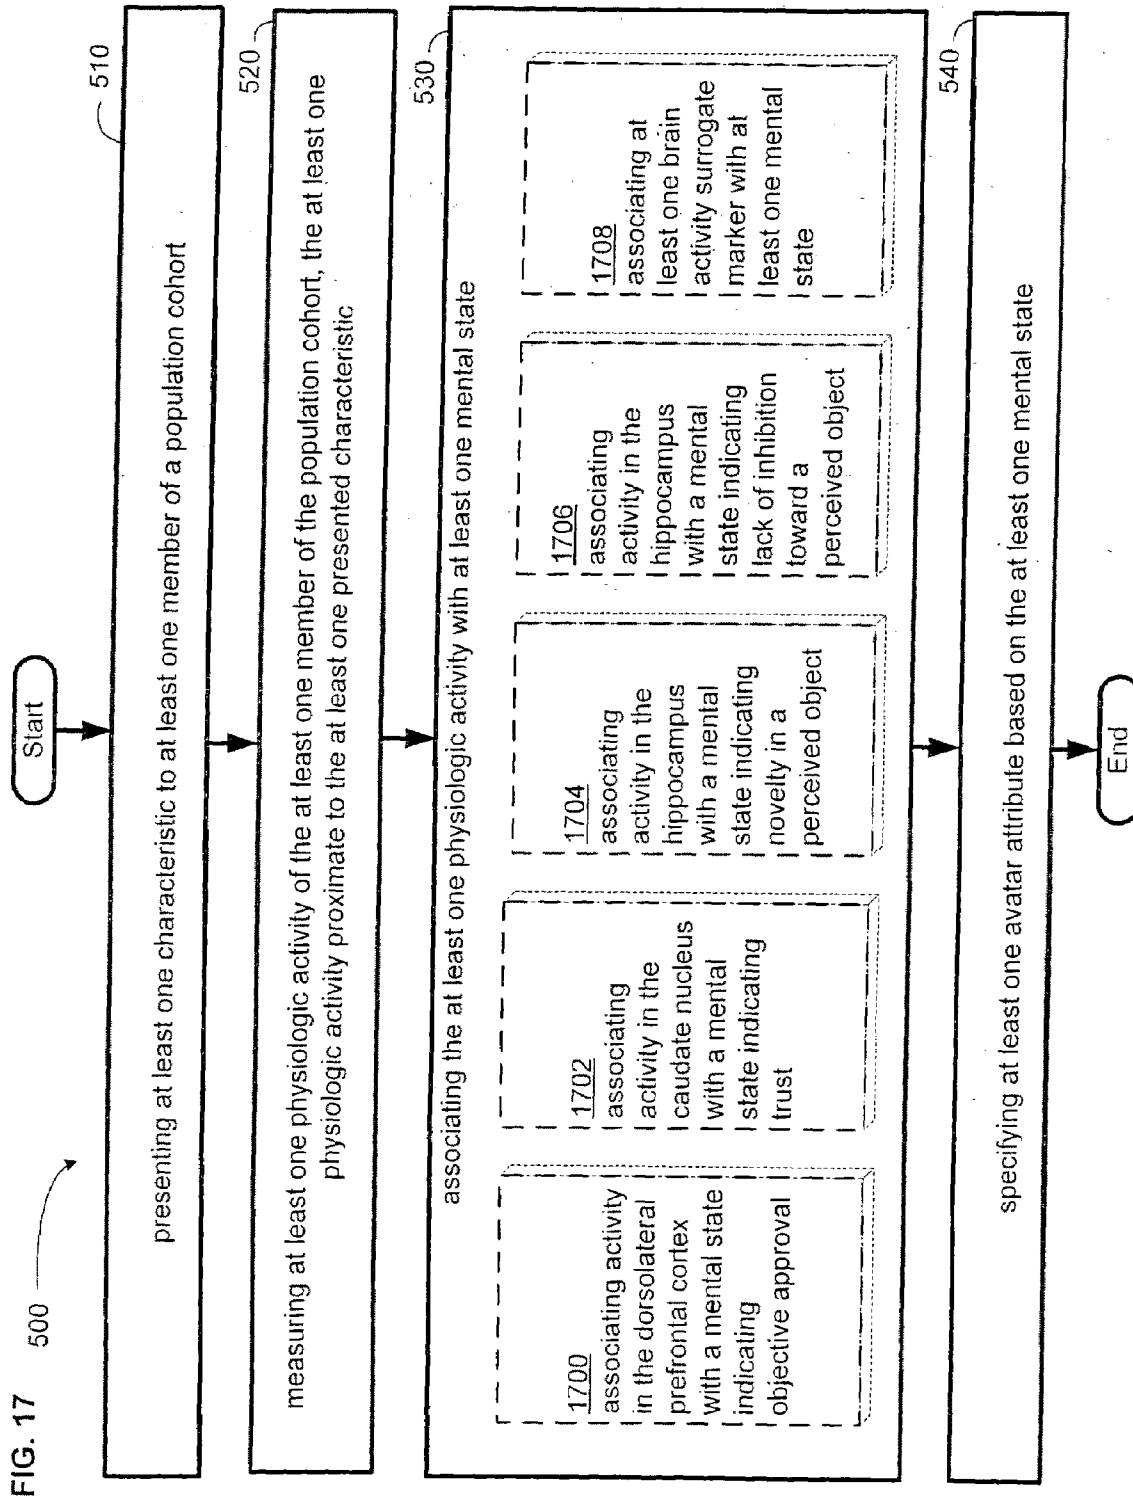 FIG. 17
500
Start
510
presenting at least one characteristic to at least one member of a population cohort
520
measuring at least one physiologic activity of the at least one member of the population cohort, the at least one
physiologic activity proximate to the at least one presented characteristic
530
associating the at least one physiologic activity with at least one mental state
1700
associating activity
in the dorsolateral
prefrontal cortex
with a mental state
indicating
objective approval
1702
associating
activity in the
caudate nucleus
with a mental
state indicating
trust
1704
associating
activity in the
hippocampus
with a mental
state indicating
novelty in a
perceived object
1706
associating
activity in the
hippocampus
with a mental
state indicating
lack of inhibition
toward a
perceived object
1708
associating at
least one brain
activity surrogate
marker with at
least one mental
state
540
specifying at least one avatar attribute based on the at least one mental state
End